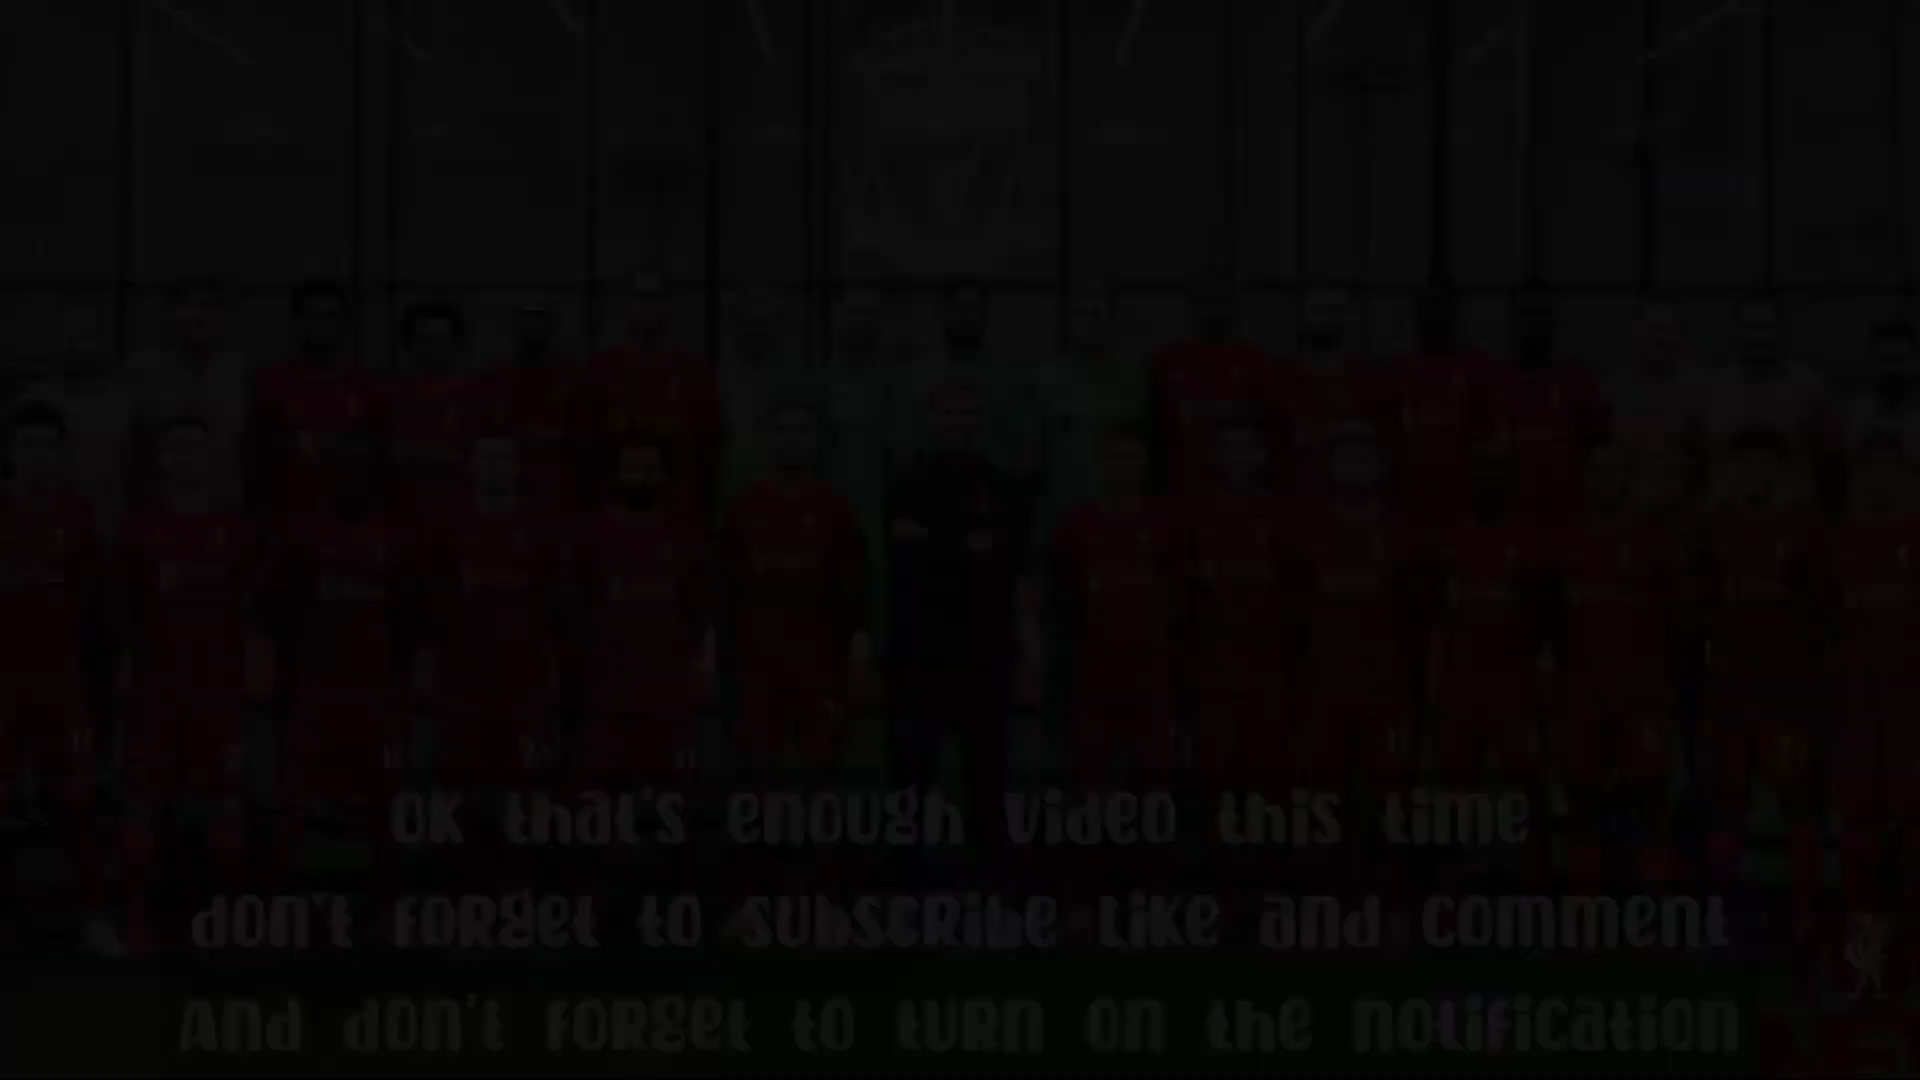 OK that's enough video this time
don't forget to subscribe like and comment
And don't forget to turn on the notification